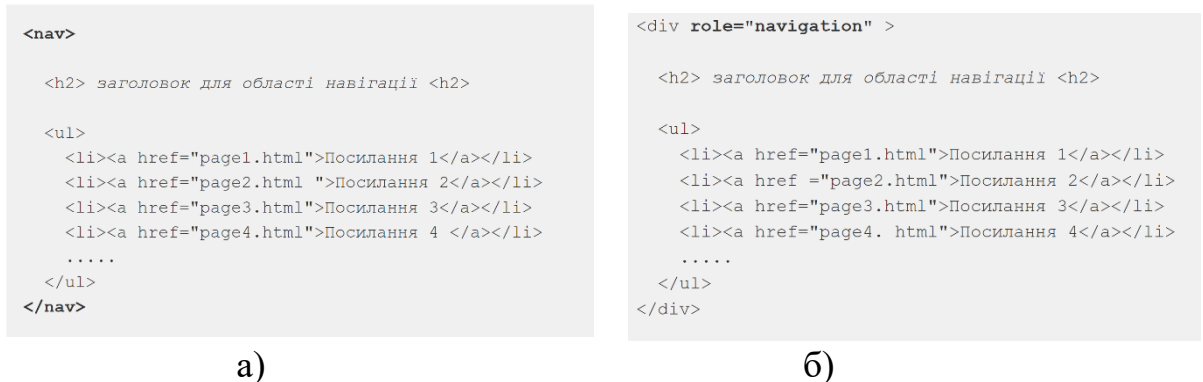 <nav>
<h2> заголовок для області навігації <h2>
<ul>
<li><a href="page1.html">Посилання 1</a></li>
<li><a href="page2.html ">Посилання 2</a></li>
<li><a href="page3.html">Посилання 3</a></li>
<li><a href="page4.html">Посилання 4 </a></li>
.....
</ul>
</nav>
а)
<div role="navigation" >
<h2> заголовок для області навігації <h2>
<ul>
<li><a href="page1.html">Посилання 1</a></li>
<li><a href ="page2.html">Посилання 2</a></li>
<li><a href="page3.html">Посилання 3</a></li>
<li><a href="page4. html">Посилання 4</a></li>
.....
</ul>
</div>
б)